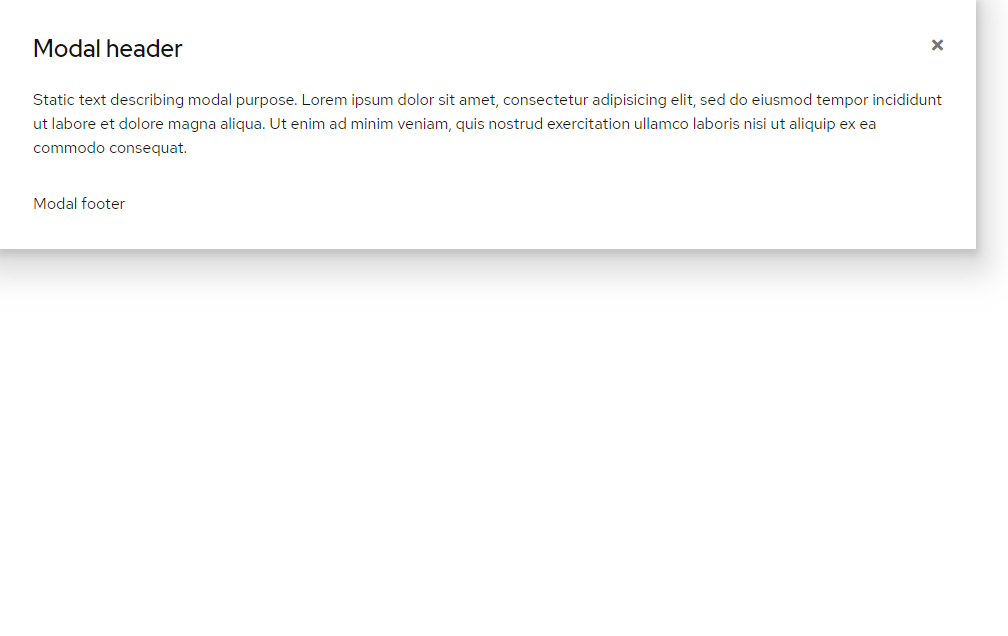 Modal header
Static text describing modal purpose. Lorem ipsum dolor sit amet, consectetur adipisicing elit, sed do eiusmod tempor incididunt
ut labore et dolore magna aliqua. Ut enim ad minim veniam, quis nostrud exercitation ullamco laboris nisi ut aliquip ex ea
commodo consequat.
Modal footer